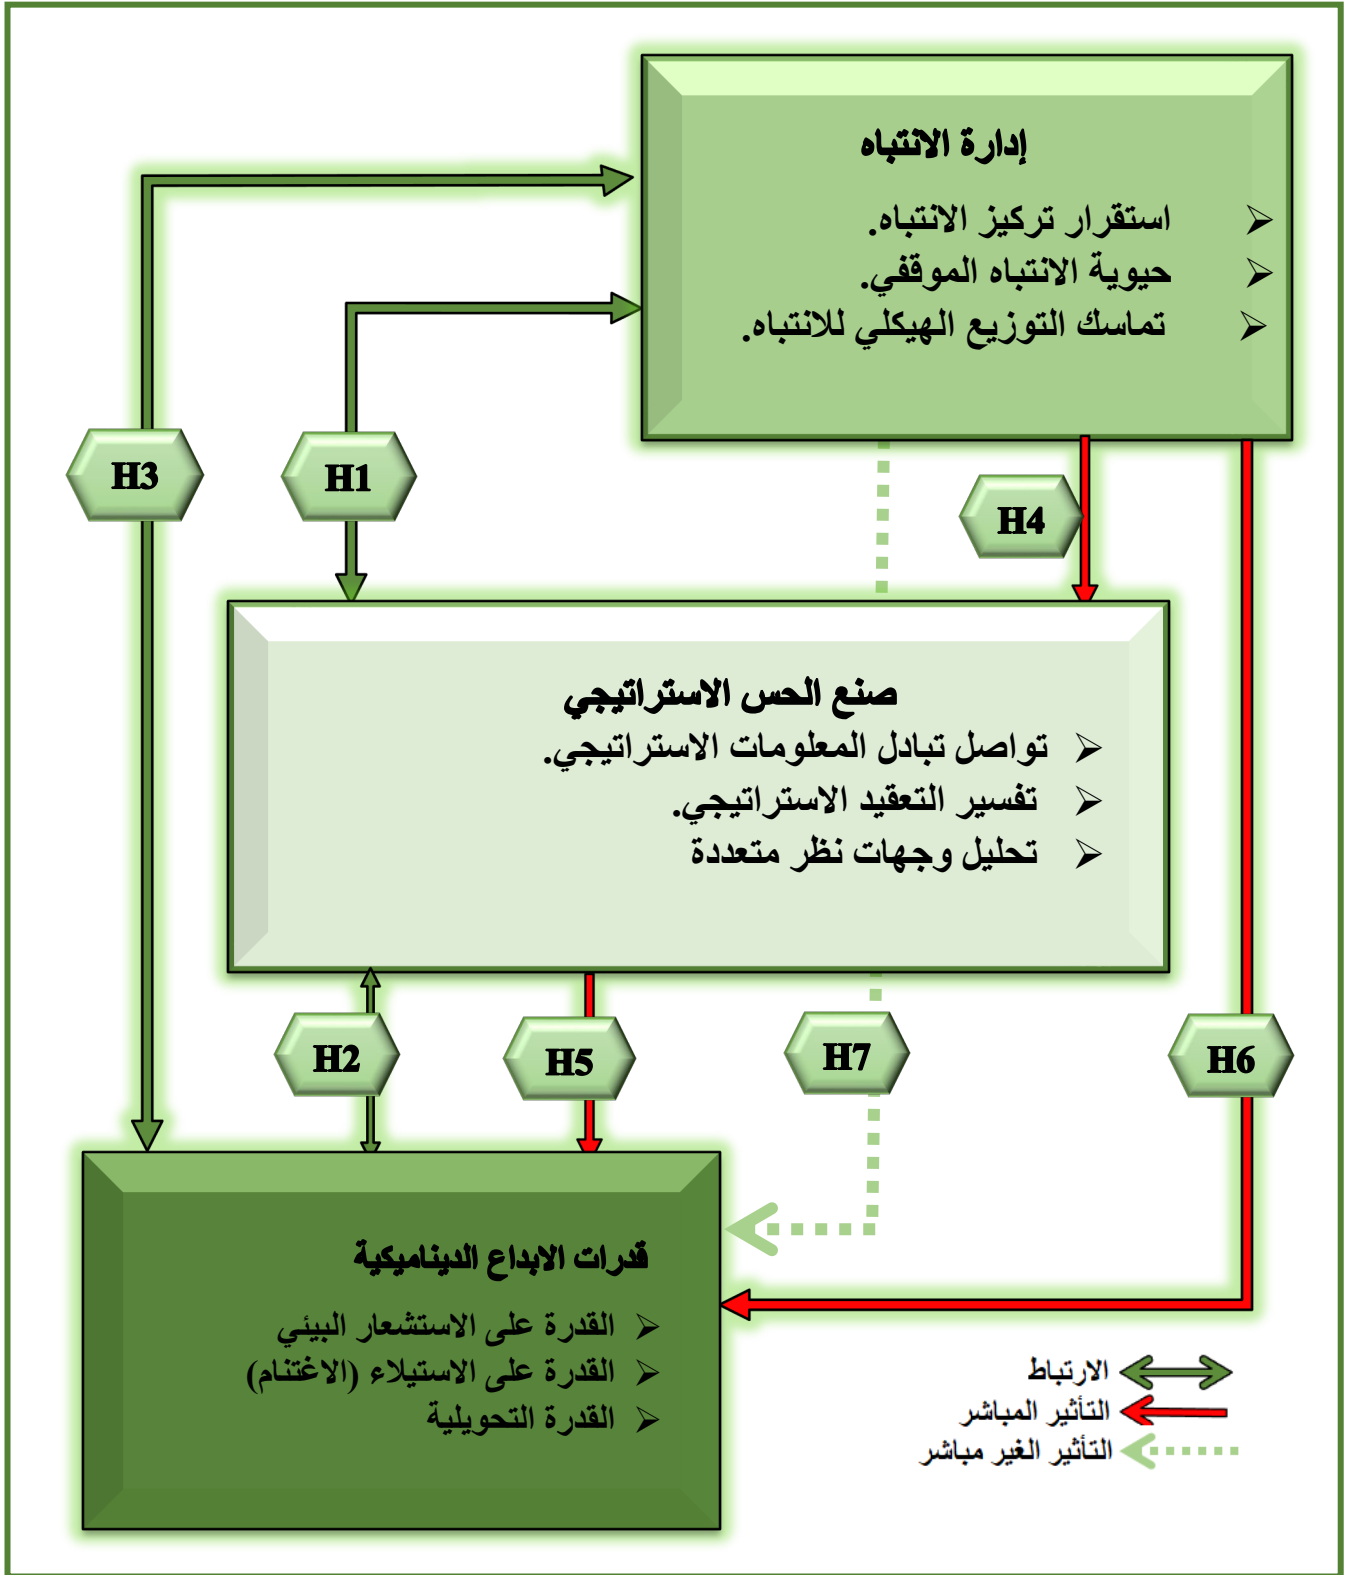 إدارة الانتباه
استقرار تركيز الانتباه.
حيوية الانتباه الموقفي.
تماسك التوزيع الهيكلي للانتباه.
H3
H1
H4
صنع الحس الاستراتيجي
تواصل تبادل المعلومات الاستراتيجي.
تفسير التعقيد الاستراتيجي.
تحليل وجهات نظر متعددة
H2
H5
H7
H6
قدرات الابداع الديناميكية
القدرة على الاستشعار البيئي
القدرة على الاستيلاء (الاغتنام)
القدرة التحويلية
الارتباط
التأثير المباشر
التأثير الغير مباشر